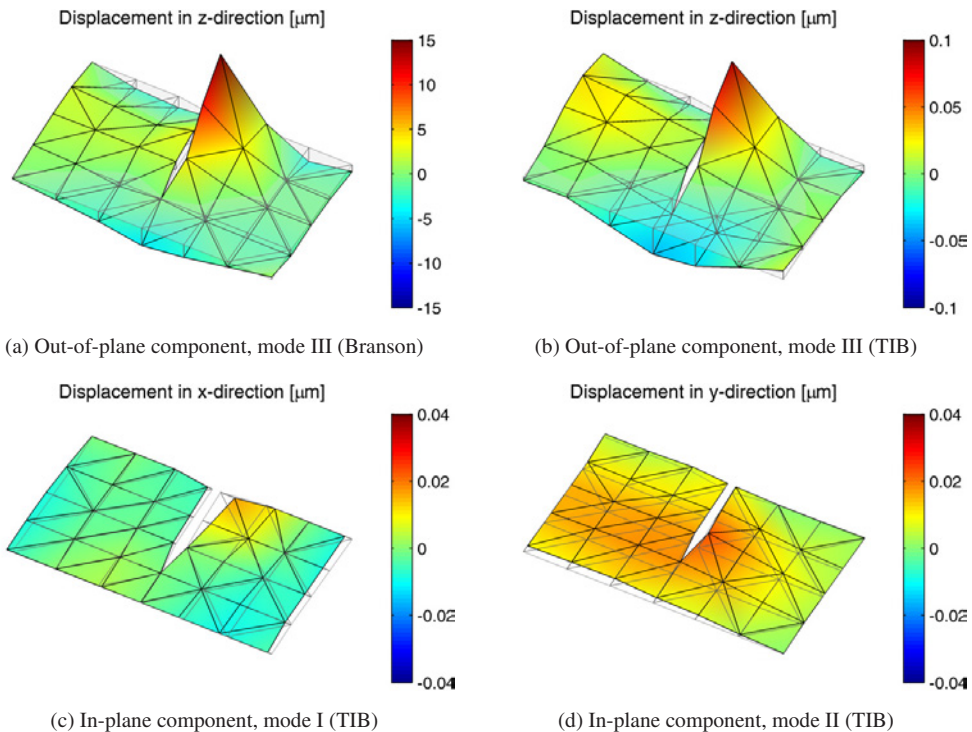 Displacement in z-direction [μm]
15
10
5
0
-5
-10
-15
(a) Out-of-plane component, mode III (Branson)
Displacement in z-direction [μm]
0.1
0.05
0
-0.05
-0.1
(b) Out-of-plane component, mode III (TIB)
Displacement in x-direction [μm]
0.04
0.02
0
-0.02
-0.04
(c) In-plane component, mode I (TIB)
Displacement in y-direction [μm]
0.04
0.02
0
-0.02
-0.04
(d) In-plane component, mode II (TIB)